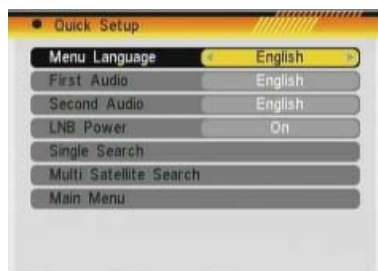 Quick Setup
Menu Language English
First Audio English
Second Audio English
LNB Power On
Single Search
Multi Satellite Search
Main Menu